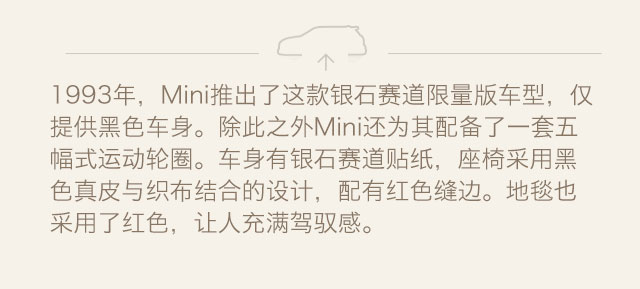 1993年，Mini推出了这款银石赛道限量版车型，仅
提供黑色车身。除此之外Mini还为其配备了一套五
幅式运动轮圈。车身有银石赛道贴纸，座椅采用黑
色真皮与织布结合的设计，配有红色缝边。地毯也
采用了红色，让人充满驾驭感。